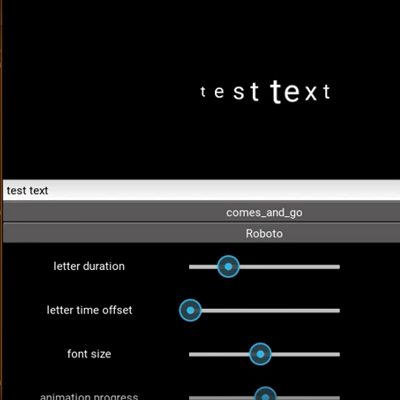 test text
test text
comes_and_go
Roboto
letter duration
letter time offset
font size
animation progress